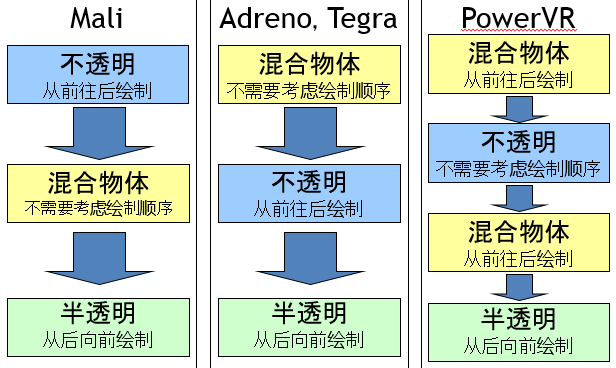 Mali
不透明
从前往后绘制
混合物体
不需要考虑绘制顺序
半透明
从后向前绘制
Adreno, Tegra
混合物体
不需要考虑绘制顺序
不透明
从前往后绘制
半透明
从后向前绘制
PowerVR
混合物体
从前往后绘制
不透明
不需要考虑绘制顺序
混合物体
从前往后绘制
半透明
从后向前绘制